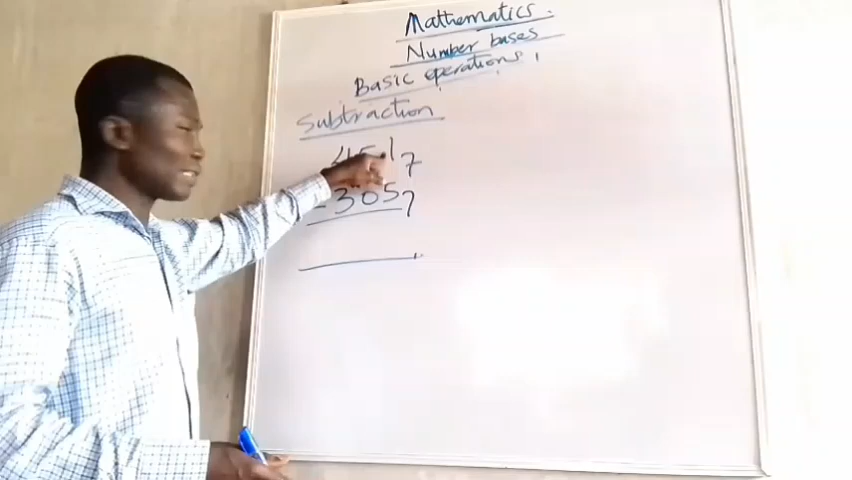 Mathematics.
Number bases
Basic operations
Subtraction
451₇
- 305₇